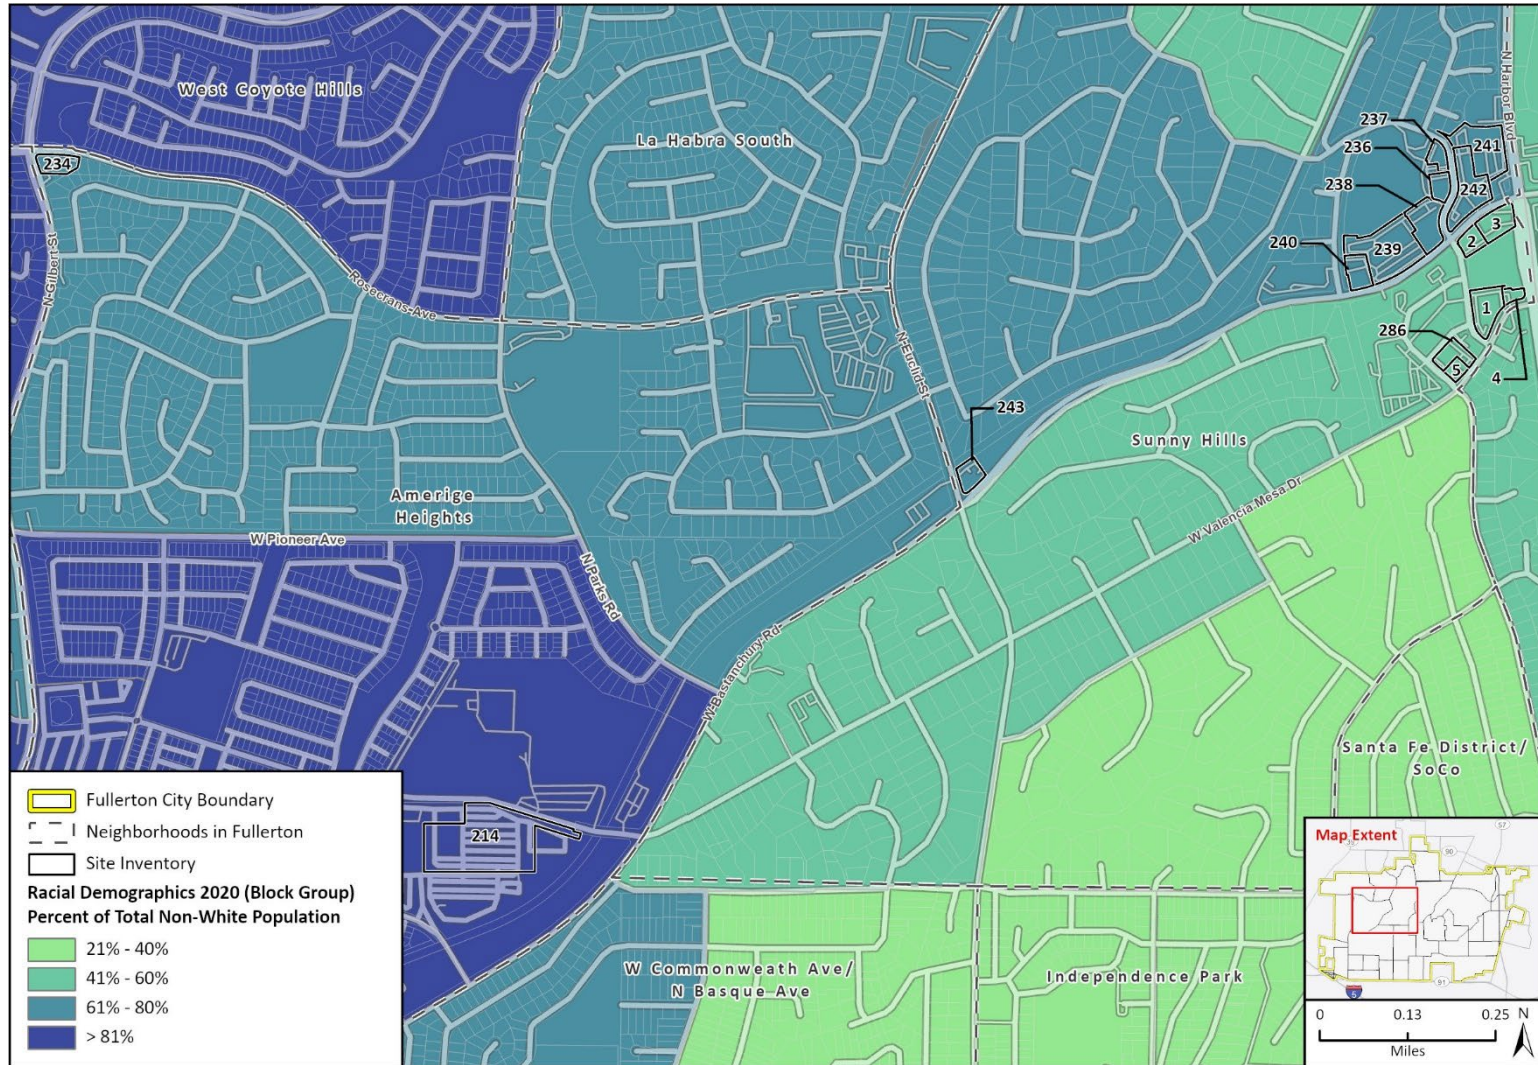 West Coyote Hills
La Habra South
N Harbor Blvd
237
241
236
238
242
234
240
239
2
3
N-Gilbert-St
Rosecrans-Ave
1
286
5
4
N-Euclid-St
243
Sunny Hills
Amerige
Heights
W Valencia Mesa Dr
W Pioneer Ave
N Parks Rd
W-Bastanchury-Rd
Santa Fe District/
SoCo
214
W Commonweath Ave/
N Basque Ave
Independence Park
Fullerton City Boundary
Neighborhoods in Fullerton
Site Inventory
Racial Demographics 2020 (Block Group)
Percent of Total Non-White Population
21% - 40%
41% - 60%
61% - 80%
> 81%
Map Extent
57
90
91
5
0 0.13 0.25
Miles
N